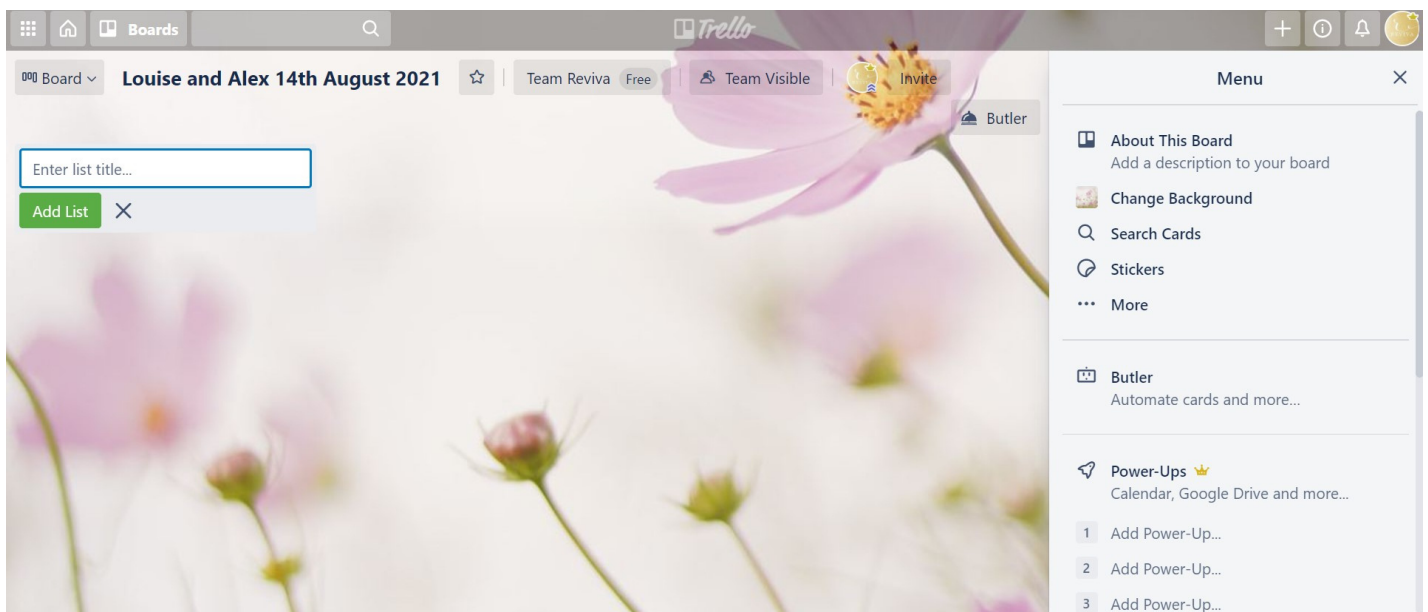 Boards
Trello
Board
Louise and Alex 14th August 2021
Team Reviva Free
Team Visible
Invite
Butler
Enter list title...
Add List
Menu
About This Board
Add a description to your board
Change Background
Search Cards
Stickers
More
Butler
Automate cards and more...
Power-Ups
Calendar, Google Drive and more...
1 Add Power-Up...
2 Add Power-Up...
3 Add Power-Up...